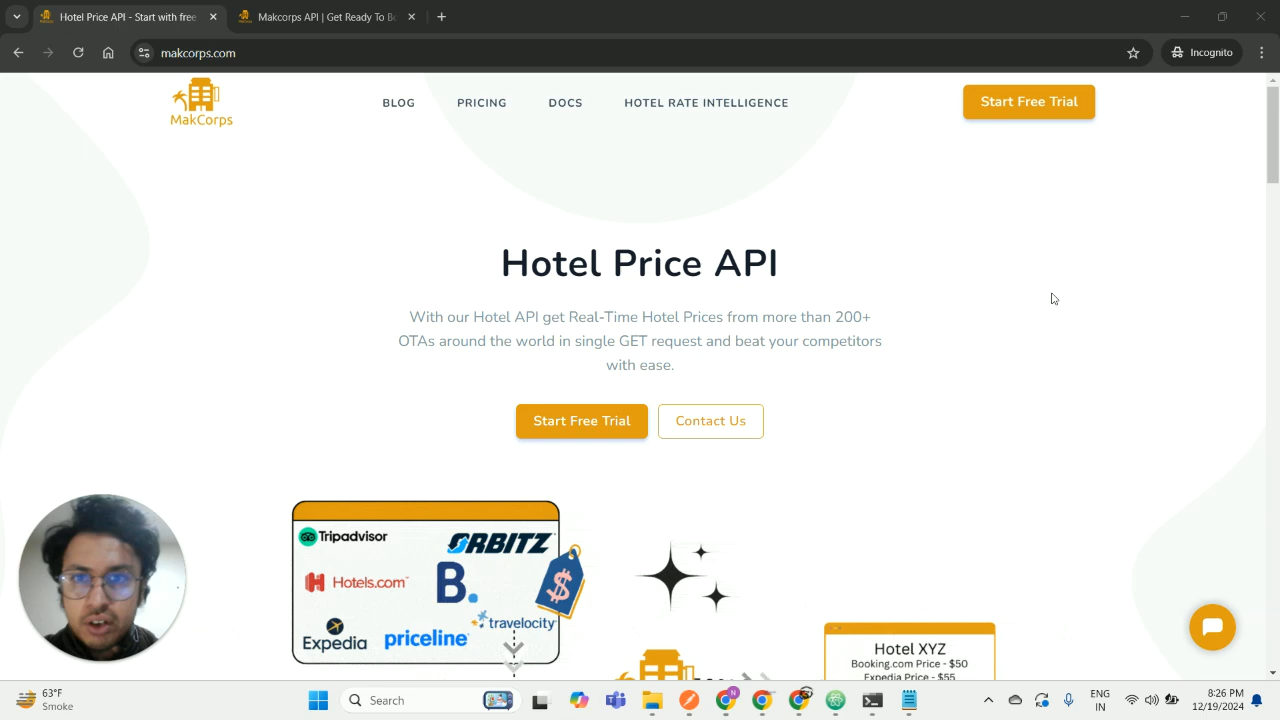 Hotel Price API - Start with free
Makcorps API | Get Ready To Bo
makcorps.com
Incognito
MakCorps
BLOG
PRICING
DOCS
HOTEL RATE INTELLIGENCE
Start Free Trial
Hotel Price API
With our Hotel API get Real-Time Hotel Prices from more than 200+
OTAs around the world in single GET request and beat your competitors
with ease.
Start Free Trial
Contact Us
Tripadvisor
ORBITZ
Hotels.com
B.
$
travelocity
Expedia
priceline
Hotel XYZ
Booking.com Price - $50
Expedia Price - $55
63°F
Smoke
Search
N
ENG
IN
8:26 PM
12/19/2024